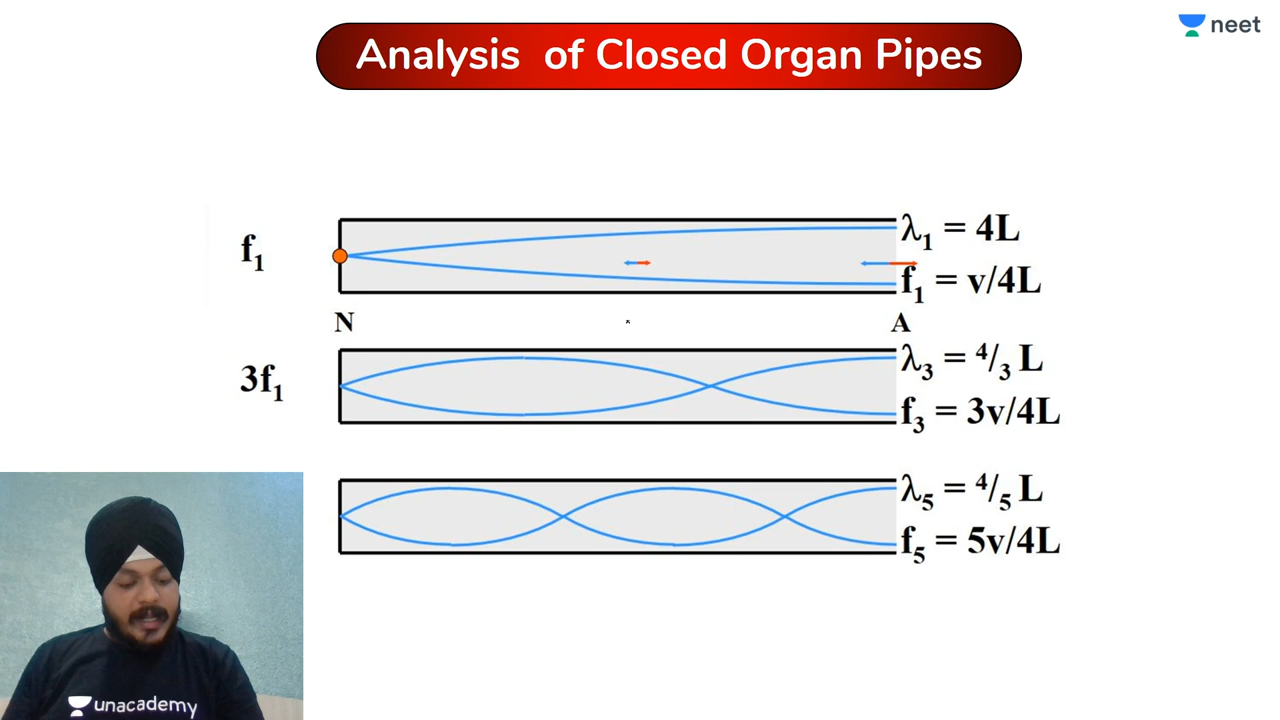 neet
Analysis of Closed Organ Pipes
f₁
λ₁ = 4L
f₁ = v/4L
N
A
3f₁
λ₃ = ⁴/₃ L
f₃ = 3v/4L
λ₅ = ⁴/₅ L
f₅ = 5v/4L
unacademy